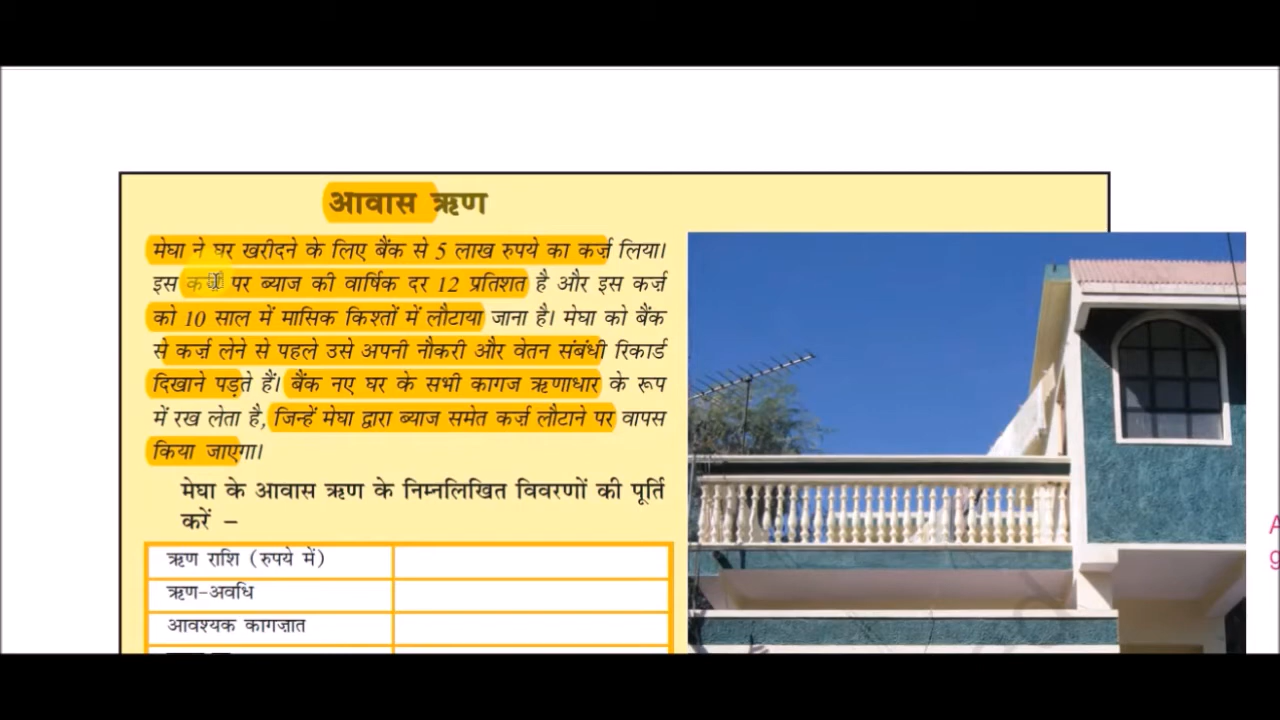 आवास ऋण
मेघा ने घर खरीदने के लिए बैंक से 5 लाख रुपये का कर्ज़ लिया।
इस पर ब्याज की वार्षिक दर 12 प्रतिशत है और इस कर्ज़
को 10 साल में मासिक किश्तों में लौटाया जाना है। मेघा को बैंक
से कर्ज़ लेने से पहले उसे अपनी नौकरी और वेतन संबंधी रिकार्ड
दिखाने पड़ते हैं। बैंक नए घर के सभी कागज ऋणाधार के रूप
में रख लेता है, जिन्हें मेघा द्वारा ब्याज समेत कर्ज़ लौटाने पर वापस
किया जाएगा।
मेघा के आवास ऋण के निम्नलिखित विवरणों की पूर्ति
करें –
ऋण राशि (रुपये में)
ऋण-अवधि
आवश्यक कागज़ात